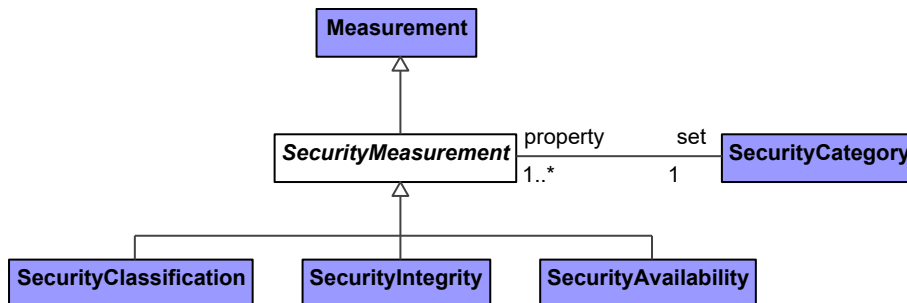 Measurement
SecurityMeasurement
property set
1..* 1
SecurityCategory
SecurityClassification
SecurityIntegrity
SecurityAvailability